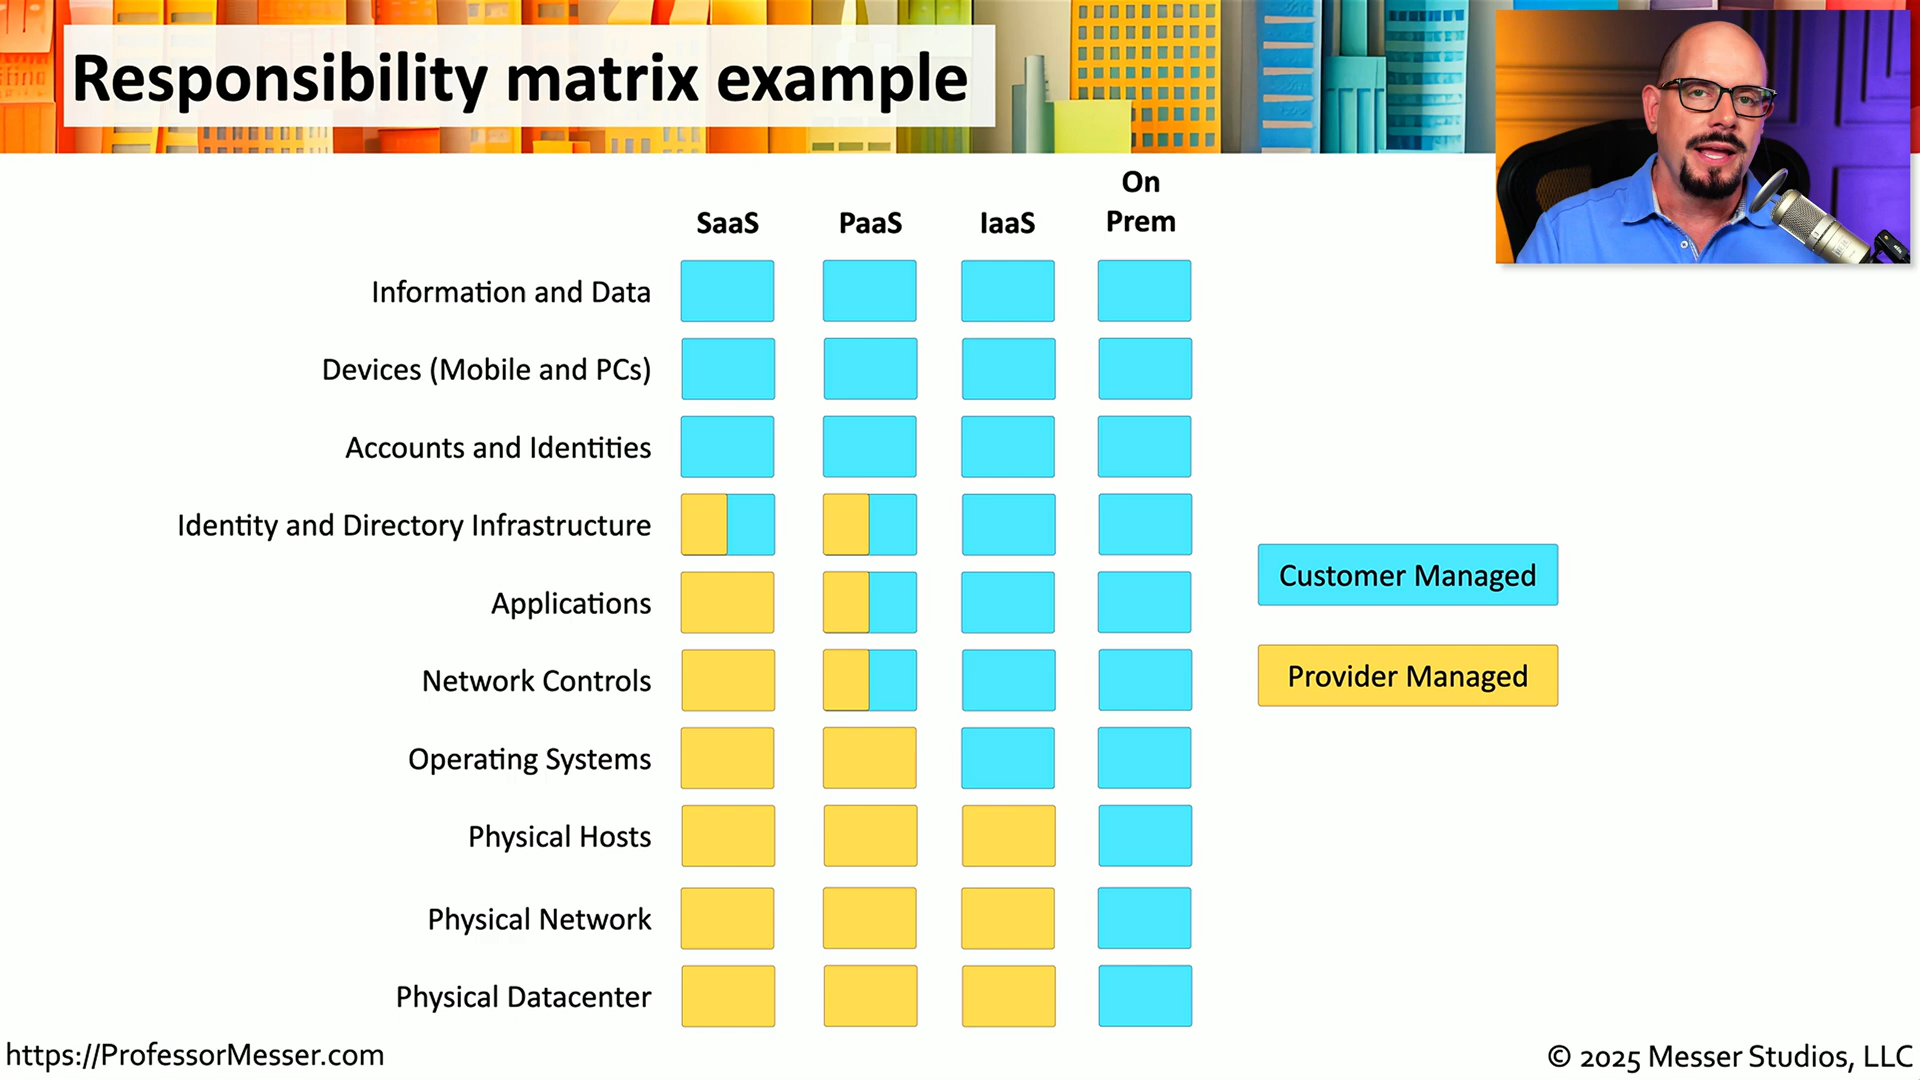 Responsibility matrix example
SaaS
PaaS
IaaS
On
Prem
Information and Data
Devices (Mobile and PCs)
Accounts and Identities
Identity and Directory Infrastructure
Applications
Network Controls
Operating Systems
Physical Hosts
Physical Network
Physical Datacenter
Customer Managed
Provider Managed
https://ProfessorMesser.com
© 2025 Messer Studios, LLC